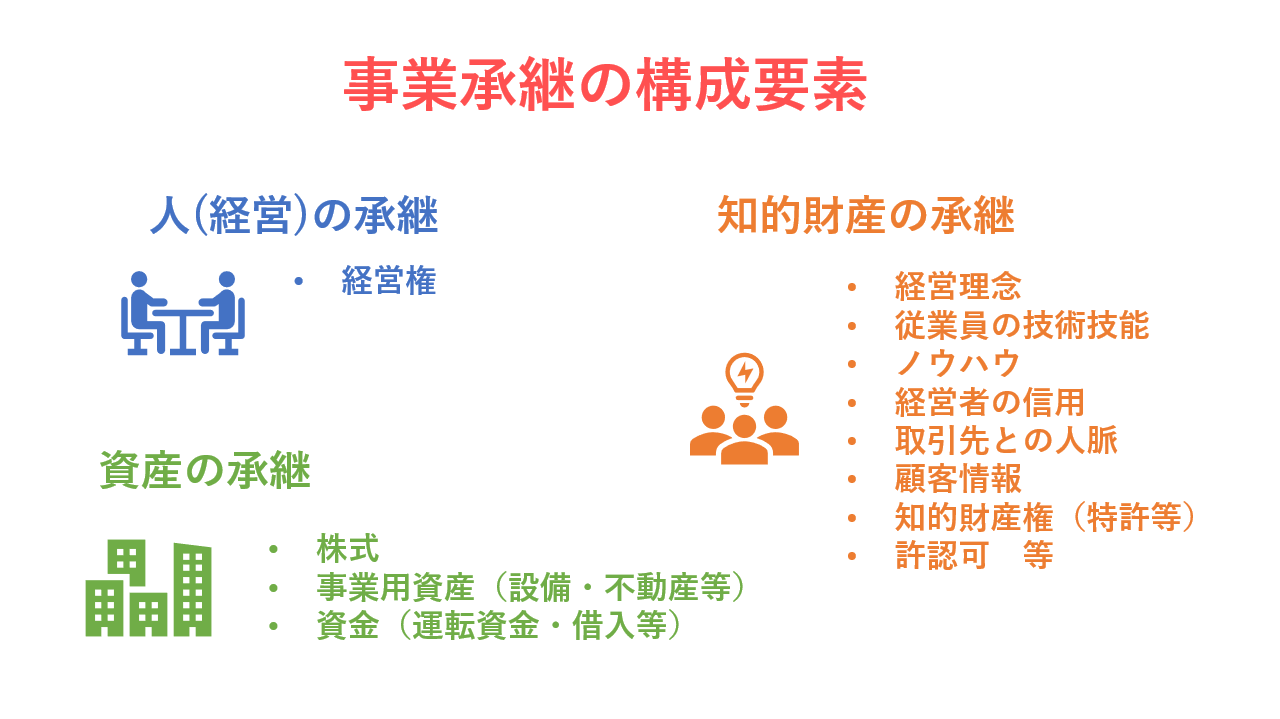 事業承継の構成要素
人(経営)の承継
• 経営権
資産の承継
• 株式
• 事業用資産（設備・不動産等）
• 資金（運転資金・借入等）
知的財産の承継
• 経営理念
• 従業員の技術技能
• ノウハウ
• 経営者の信用
• 取引先との人脈
• 顧客情報
• 知的財産権（特許等）
• 許認可　等